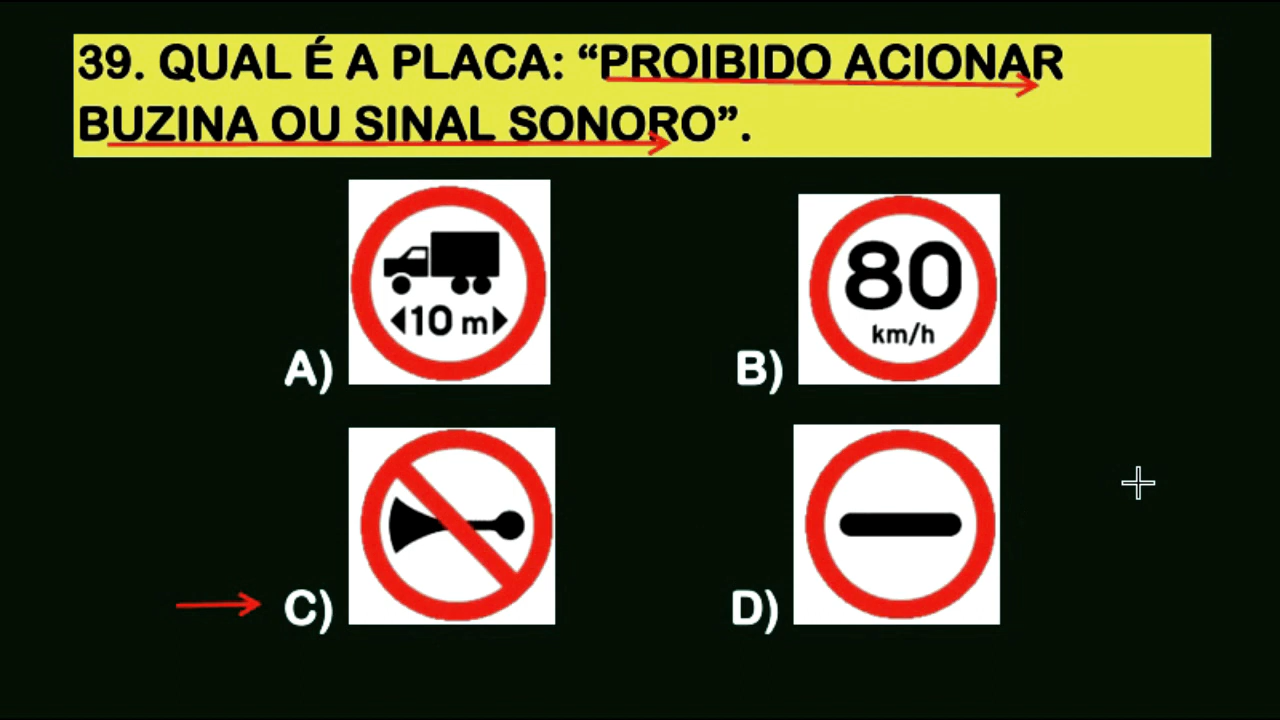 39. QUAL É A PLACA: “PROIBIDO ACIONAR
BUZINA OU SINAL SONORO”.
10 m
A)
80
km/h
B)
C)
D)